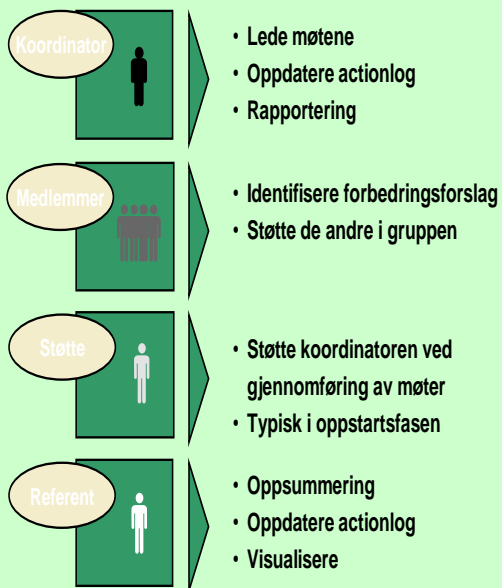 Koordinator
• Lede møtene
• Oppdatere actionlog
• Rapportering
Medlemmer
• Identifisere forbedringsforslag
• Støtte de andre i gruppen
Støtte
• Støtte koordinatoren ved
gjennomføring av møter
• Typisk i oppstartsfasen
Referent
• Oppsummering
• Oppdatere actionlog
• Visualisere